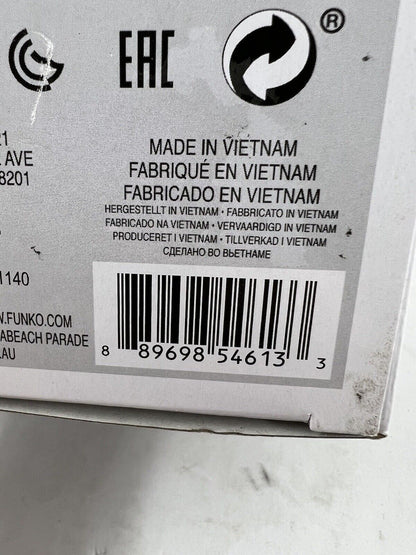 EAC
®
21
AVE
8201
MADE IN VIETNAM
FABRIQUÉ EN VIETNAM
FABRICADO EN VIETNAM
HERGESTELLT IN VIETNAM • FABBRICATO IN VIETNAM
FABRICADO NA VIETNAM • VERVAARDIGD IN VIETNAM
PRODUCERET I VIETNAM • TILLVERKAD I VIETNAM
СДЕЛАНО ВО ВЬЕТНАМЕ
1140
W.FUNKO.COM
ABEACH PARADE
.AU
8 89698 54613 3